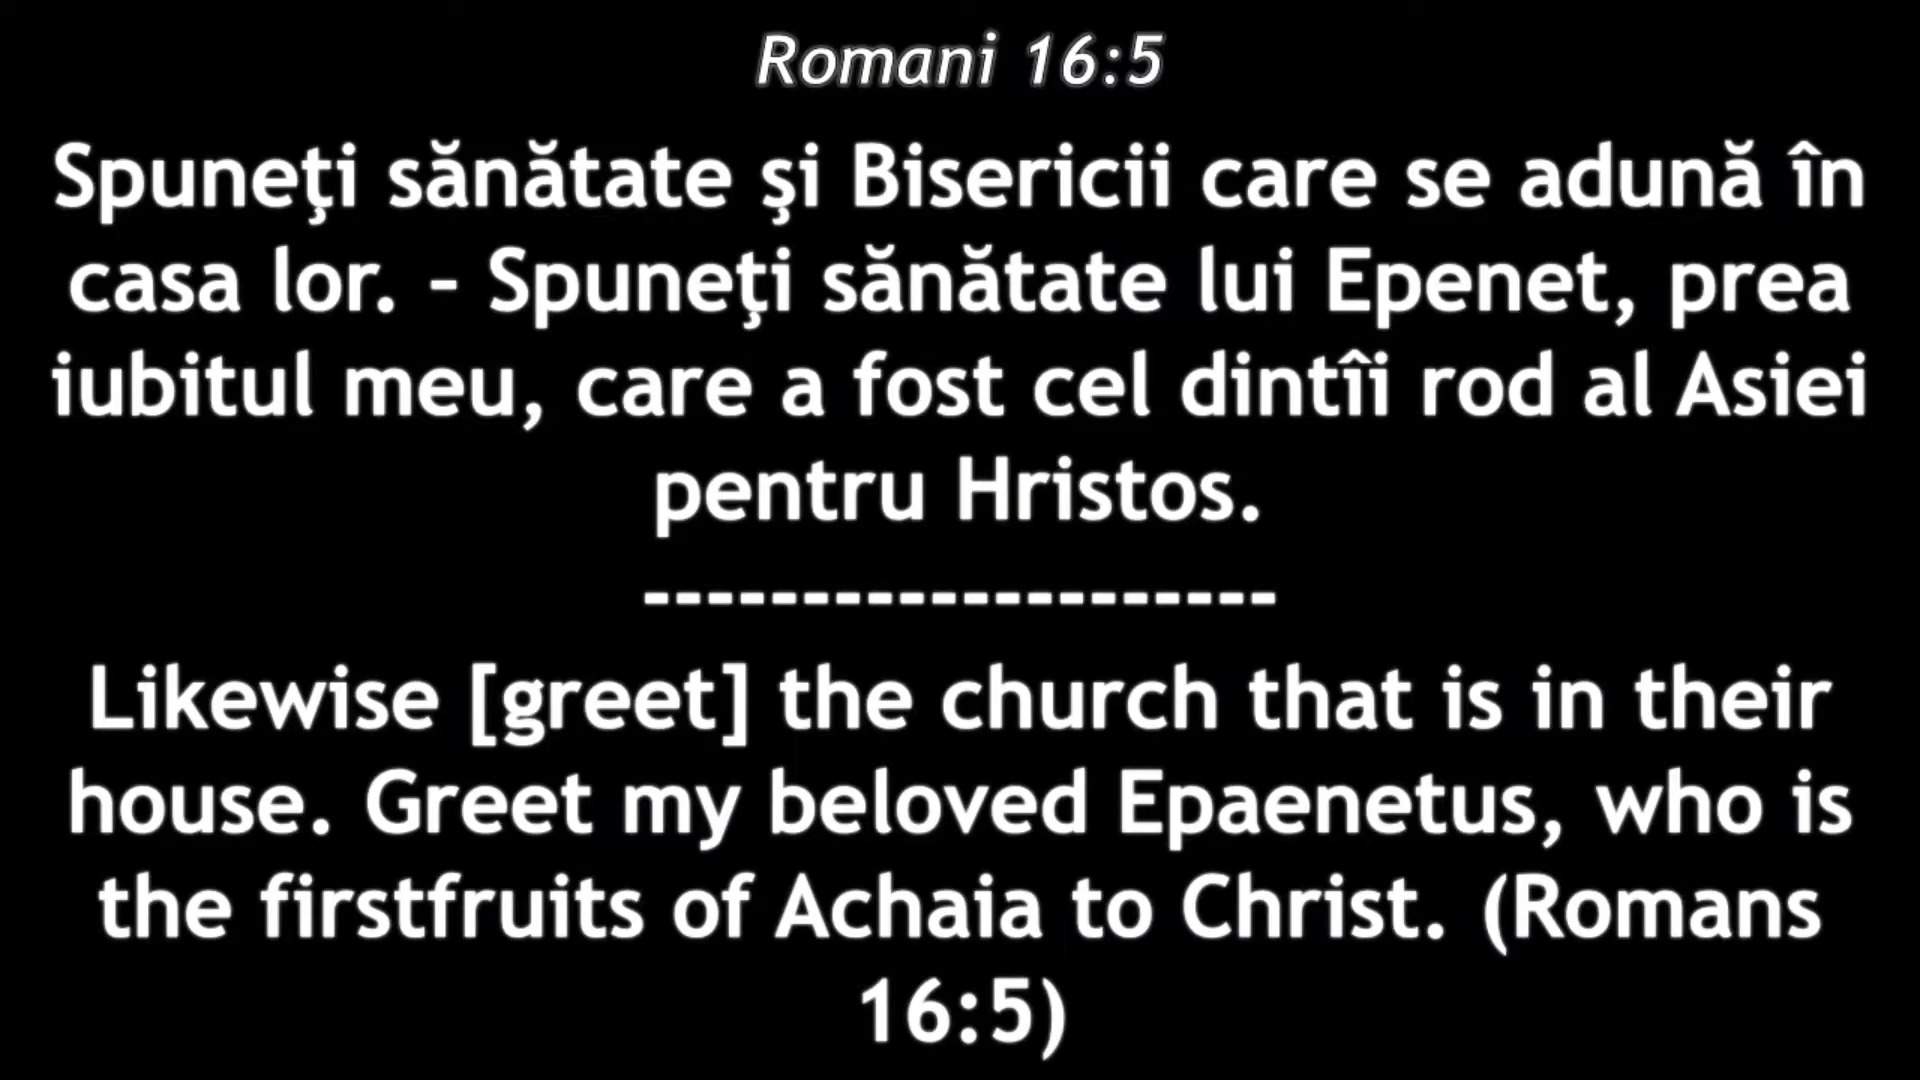 Romani 16:5
Spuneţi sănătate şi Bisericii care se adună în
casa lor. – Spuneţi sănătate lui Epenet, prea
iubitul meu, care a fost cel dintîi rod al Asiei
pentru Hristos.
--------------------
Likewise [greet] the church that is in their
house. Greet my beloved Epaenetus, who is
the firstfruits of Achaia to Christ. (Romans
16:5)